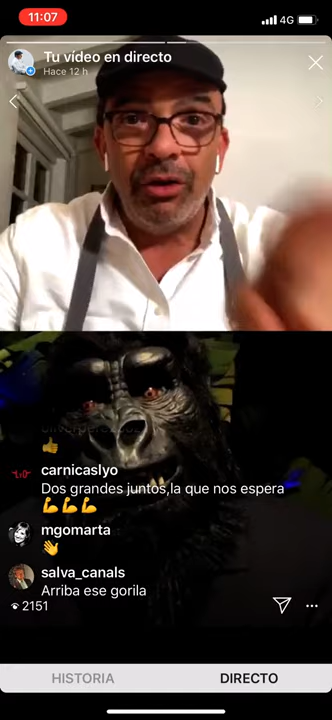 11:07
4G
Tu vídeo en directo
Hace 12 h
👍
carnicaslyo
Dos grandes juntos,la que nos espera
💪💪💪
mgomarta
👋
salva_canals
Arriba ese gorila
2151
HISTORIA
DIRECTO